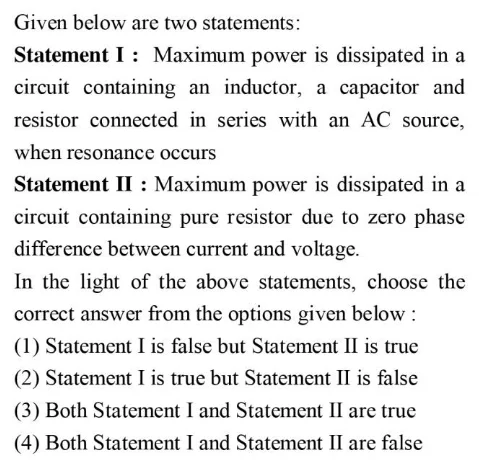 Given below are two statements:
Statement I : Maximum power is dissipated in a
circuit containing an inductor, a capacitor and
resistor connected in series with an AC source,
when resonance occurs
Statement II : Maximum power is dissipated in a
circuit containing pure resistor due to zero phase
difference between current and voltage.
In the light of the above statements, choose the
correct answer from the options given below :
(1) Statement I is false but Statement II is true
(2) Statement I is true but Statement II is false
(3) Both Statement I and Statement II are true
(4) Both Statement I and Statement II are false